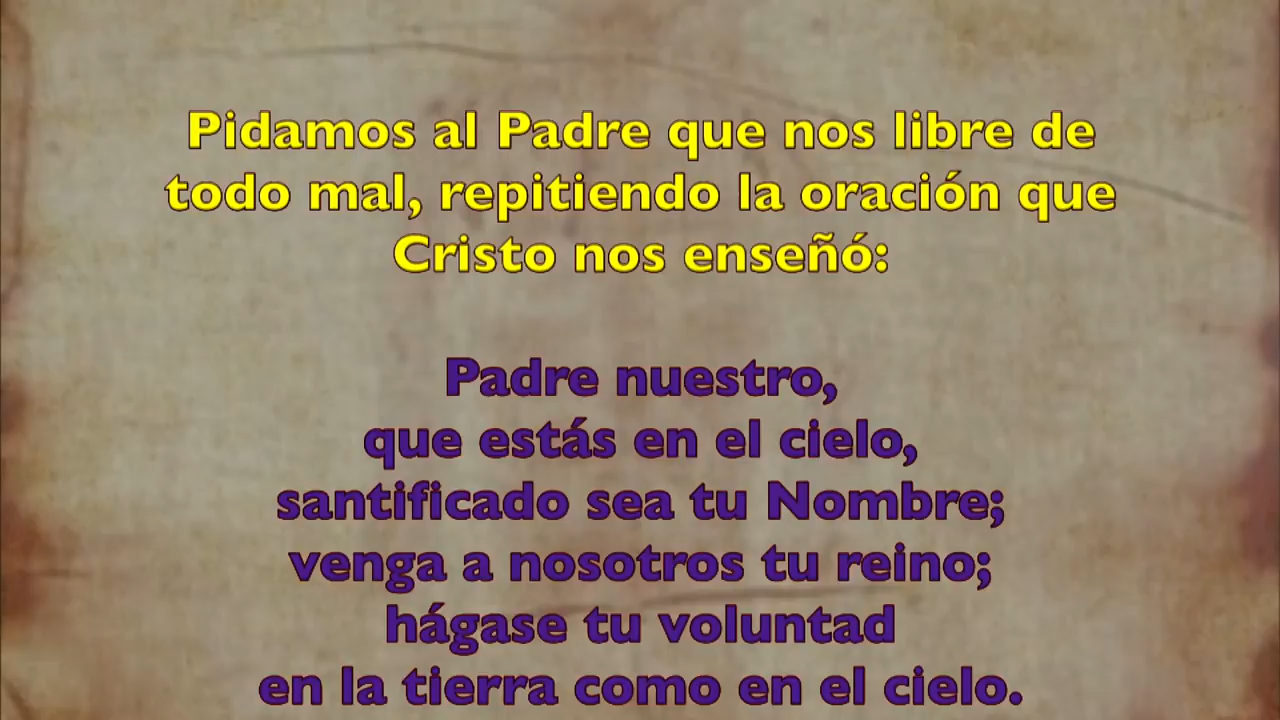 Pidamos al Padre que nos libre de
todo mal, repitiendo la oración que
Cristo nos enseñó:
Padre nuestro,
que estás en el cielo,
santificado sea tu Nombre;
venga a nosotros tu reino;
hágase tu voluntad
en la tierra como en el cielo.